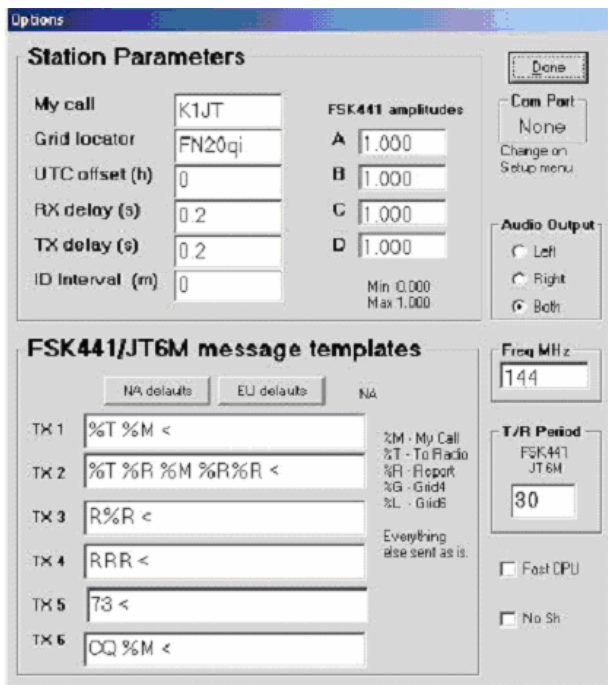 Options
Station Parameters
My call K1JT
Grid locator FN20qi
UTC offset (h) 0
RX delay (s) 0.2
TX delay (s) 0.2
ID Interval (m) 0
FSK441 amplitudes
A 1.000
B 1.000
C 1.000
D 1.000
Min 0.000
Max 1.000
Done
Com Port
None
Change on
Setup menu
Audio Output
Left
Right
Both
FSK441/JT6M message templates
NA defaults EU defaults NA
TX 1 %T %M <
TX 2 %T %R %M %R%R <
TX 3 R%R <
TX 4 RRR <
TX 5 73 <
TX 6 CQ %M <
%M - My Call
%T - To Radio
%R - Report
%G - Grid4
%L - Grid6
Everything
else sent as is.
Freq MHz
144
T/R Period
FSK441
JT6M
30
Fast CPU
No Sh